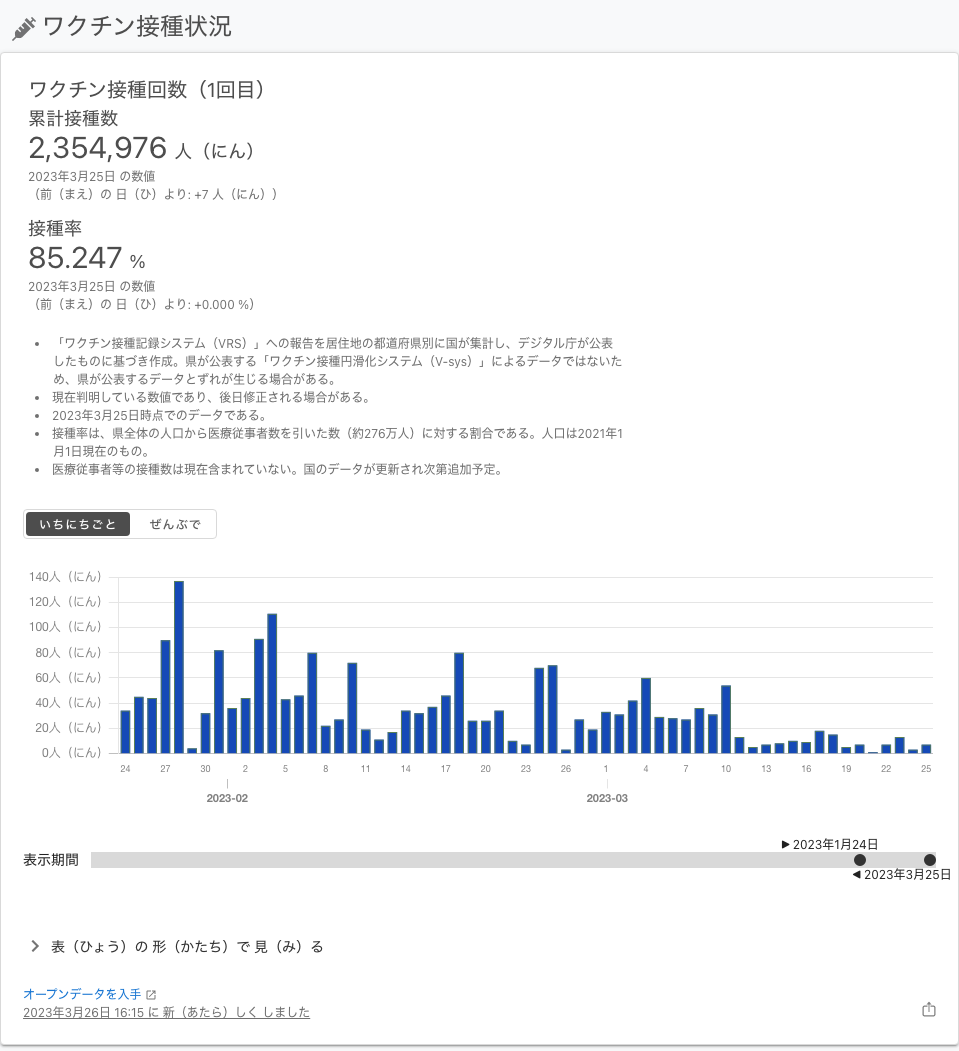 ワクチン接種状況
ワクチン接種回数（1回目）
累計接種数
2,354,976 人（にん）
2023年3月25日 の数値
（前（まえ）の 日（ひ）より: +7 人（にん））
接種率
85.247 %
2023年3月25日 の数値
（前（まえ）の 日（ひ）より: +0.000 %）
• 「ワクチン接種記録システム（VRS）」への報告を居住地の都道府県別に国が集計し、デジタル庁が公表
したものに基づき作成。県が公表する「ワクチン接種円滑化システム（V-sys）」によるデータではないた
め、県が公表するデータとずれが生じる場合がある。
• 現在判明している数値であり、後日修正される場合がある。
• 2023年3月25日時点でのデータである。
• 接種率は、県全体の人口から医療従事者数を引いた数（約276万人）に対する割合である。人口は2021年1
月1日現在のもの。
• 医療従事者等の接種数は現在含まれていない。国のデータが更新され次第追加予定。
いちにちごと ぜんぶで
140人（にん）
120人（にん）
100人（にん）
80人（にん）
60人（にん）
40人（にん）
20人（にん）
0人（にん）
24 27 30 2 5 8 11 14 17 20 23 26 1 4 7 10 13 16 19 22 25
2023-02 2023-03
▶ 2023年1月24日
表示期間
◀ 2023年3月25日
表（ひょう）の 形（かたち）で 見（み）る
オープンデータを入手
2023年3月26日 16:15 に 新（あたら）しく しました